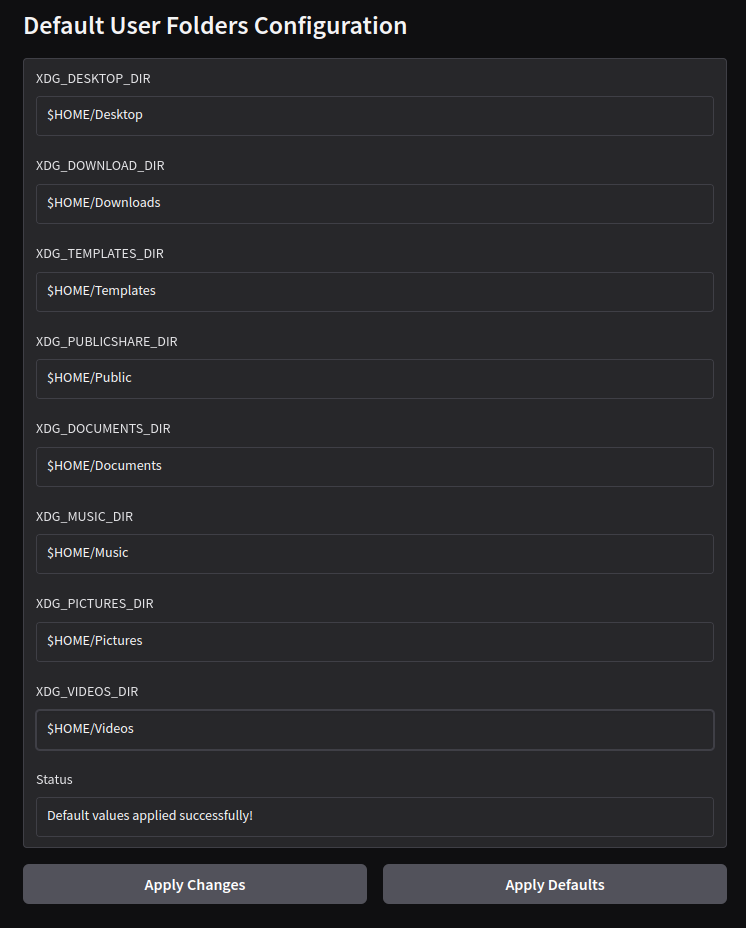 Default User Folders Configuration
XDG_DESKTOP_DIR
$HOME/Desktop
XDG_DOWNLOAD_DIR
$HOME/Downloads
XDG_TEMPLATES_DIR
$HOME/Templates
XDG_PUBLICSHARE_DIR
$HOME/Public
XDG_DOCUMENTS_DIR
$HOME/Documents
XDG_MUSIC_DIR
$HOME/Music
XDG_PICTURES_DIR
$HOME/Pictures
XDG_VIDEOS_DIR
$HOME/Videos
Status
Default values applied successfully!
Apply Changes
Apply Defaults